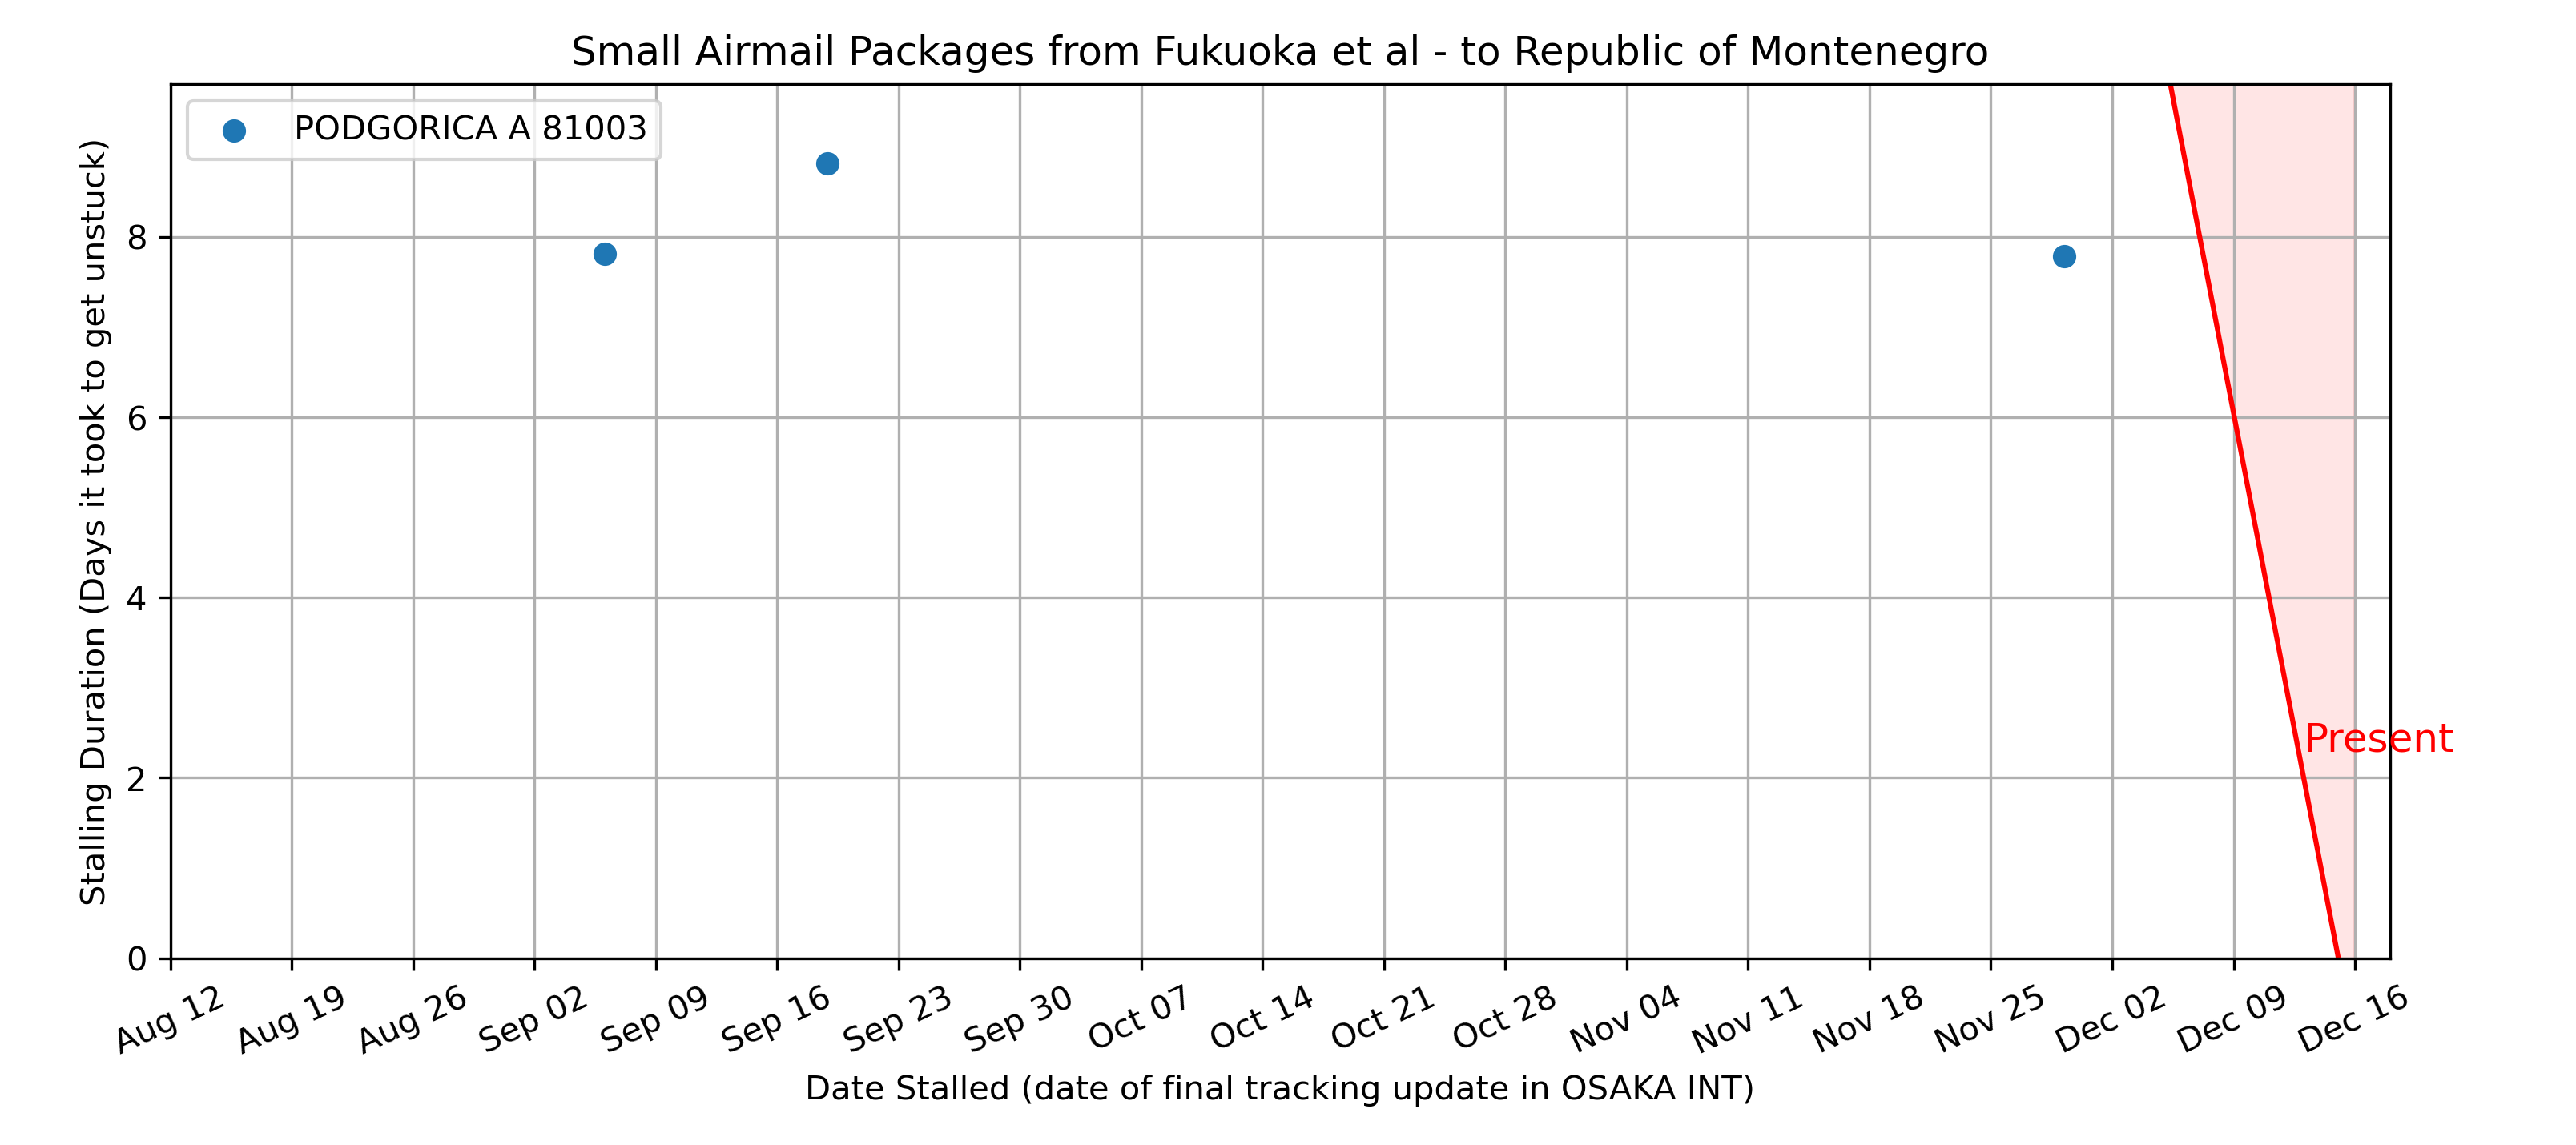 Small Airmail Packages from Fukuoka et al - to Republic of Montenegro
PODGORICA A 81003
Stalling Duration (Days it took to get unstuck)
8
6
4
2
0
Present
Aug 12
Aug 19
Aug 26
Sep 02
Sep 09
Sep 16
Sep 23
Sep 30
Oct 07
Oct 14
Oct 21
Oct 28
Nov 04
Nov 11
Nov 18
Nov 25
Dec 02
Dec 09
Dec 16
Date Stalled (date of final tracking update in OSAKA INT)